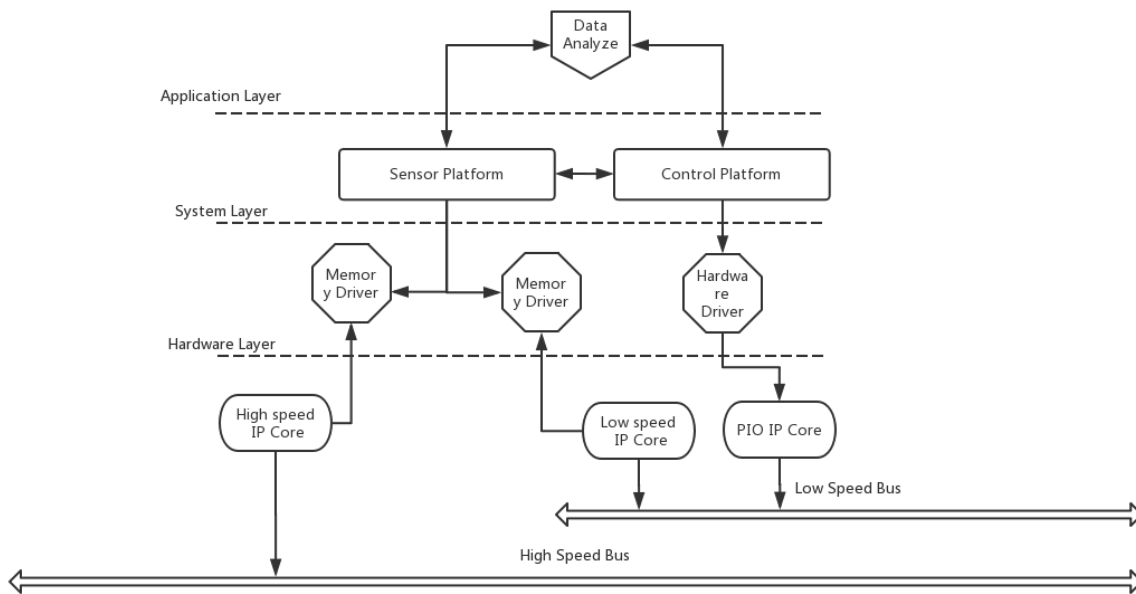 Data
Analyze
Application Layer
Sensor Platform
Control Platform
System Layer
Memor
y Driver
Memor
y Driver
Hardwa
re
Driver
Hardware Layer
High speed
IP Core
Low speed
IP Core
PIO IP Core
Low Speed Bus
High Speed Bus